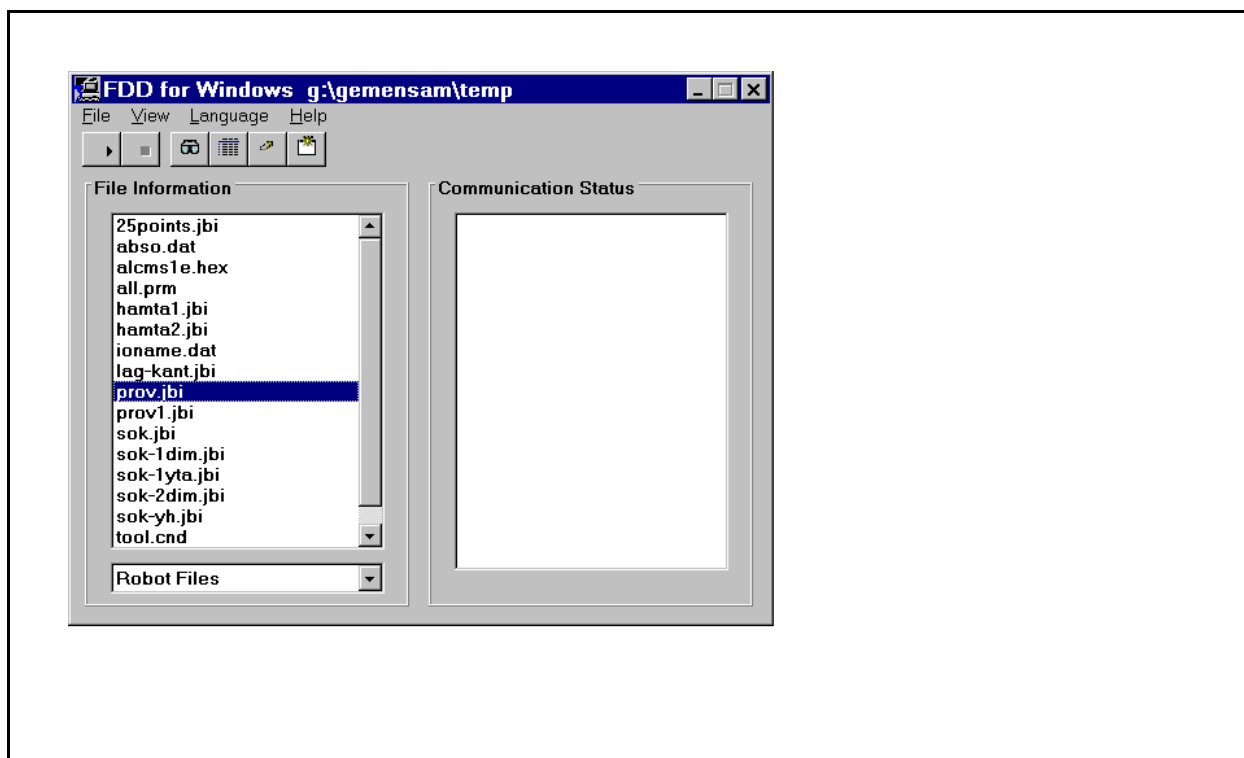 FDD for Windows g:\gemensam\temp
File View Language Help
File Information
25points.jbi
abso.dat
alcms1e.hex
all.prm
hamta1.jbi
hamta2.jbi
ioname.dat
lag-kant.jbi
prov.jbi
prov1.jbi
sok.jbi
sok-1dim.jbi
sok-1yta.jbi
sok-2dim.jbi
sok-yh.jbi
tool.cnd
Robot Files
Communication Status